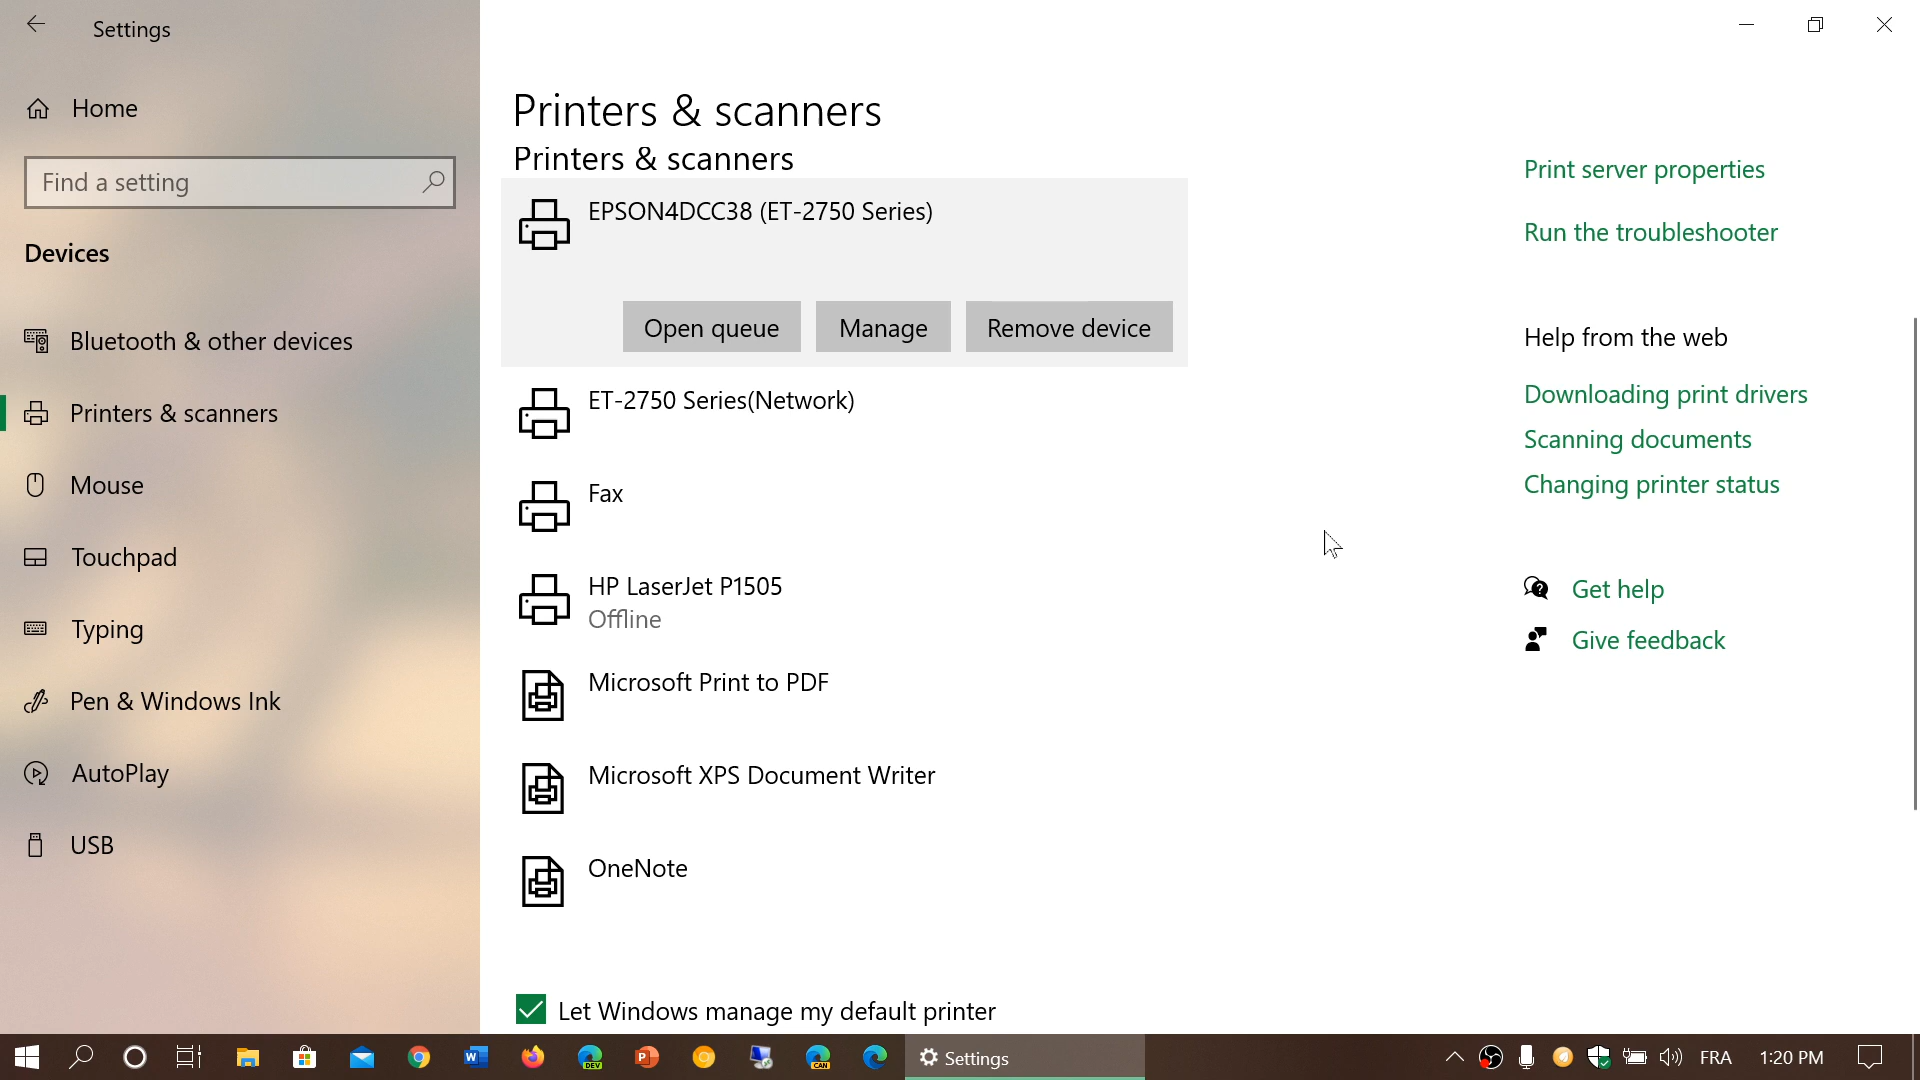 Settings
Home
Find a setting
Devices
Bluetooth & other devices
Printers & scanners
Mouse
Touchpad
Typing
Pen & Windows Ink
AutoPlay
USB
Printers & scanners
Printers & scanners
EPSON4DCC38 (ET-2750 Series)
Open queue
Manage
Remove device
ET-2750 Series(Network)
Fax
HP LaserJet P1505
Offline
Microsoft Print to PDF
Microsoft XPS Document Writer
OneNote
Let Windows manage my default printer
Print server properties
Run the troubleshooter
Help from the web
Downloading print drivers
Scanning documents
Changing printer status
Get help
Give feedback
W
DEV
P
CAN
Settings
FRA
1:20 PM